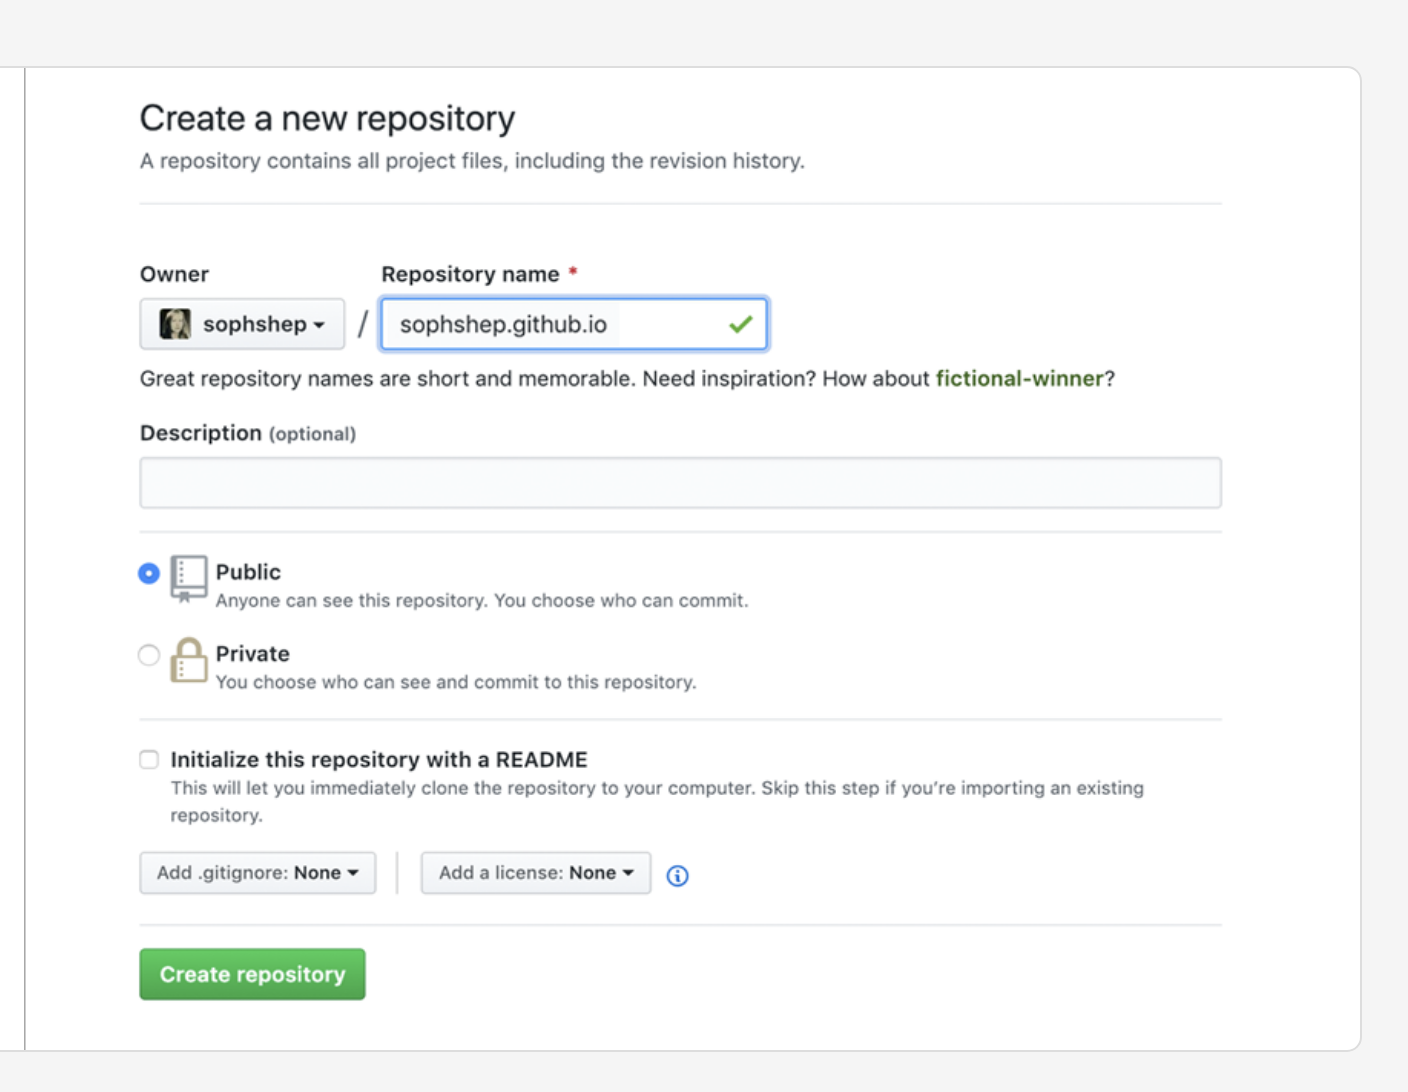 Create a new repository
A repository contains all project files, including the revision history.
Owner
Repository name *
sophshep
/
sophshep.github.io
Great repository names are short and memorable. Need inspiration? How about fictional-winner?
Description (optional)
Public
Anyone can see this repository. You choose who can commit.
Private
You choose who can see and commit to this repository.
Initialize this repository with a README
This will let you immediately clone the repository to your computer. Skip this step if you’re importing an existing
repository.
Add .gitignore: None
Add a license: None
Create repository